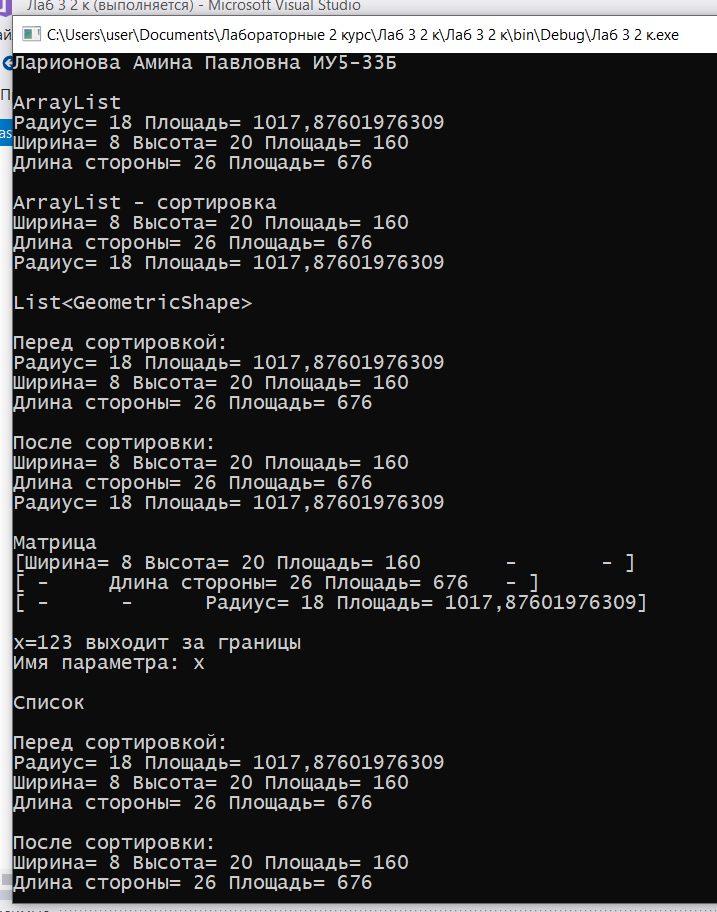 Лаб 3 2 к (выполняется) - Microsoft Visual Studio
C:\Users\user\Documents\Лабораторные 2 курс\Лаб 3 2 к\Лаб 3 2 к\bin\Debug\Лаб 3 2 к.exe
Ларионова Амина Павловна ИУ5-33Б
ArrayList
Радиус= 18 Площадь= 1017,87601976309
Ширина= 8 Высота= 20 Площадь= 160
Длина стороны= 26 Площадь= 676
ArrayList - сортировка
Ширина= 8 Высота= 20 Площадь= 160
Длина стороны= 26 Площадь= 676
Радиус= 18 Площадь= 1017,87601976309
List<GeometricShape>
Перед сортировкой:
Радиус= 18 Площадь= 1017,87601976309
Ширина= 8 Высота= 20 Площадь= 160
Длина стороны= 26 Площадь= 676
После сортировки:
Ширина= 8 Высота= 20 Площадь= 160
Длина стороны= 26 Площадь= 676
Радиус= 18 Площадь= 1017,87601976309
Матрица
[Ширина= 8 Высота= 20 Площадь= 160 - - ]
[ - Длина стороны= 26 Площадь= 676 - ]
[ - - Радиус= 18 Площадь= 1017,87601976309]
x=123 выходит за границы
Имя параметра: x
Список
Перед сортировкой:
Радиус= 18 Площадь= 1017,87601976309
Ширина= 8 Высота= 20 Площадь= 160
Длина стороны= 26 Площадь= 676
После сортировки:
Ширина= 8 Высота= 20 Площадь= 160
Длина стороны= 26 Площадь= 676